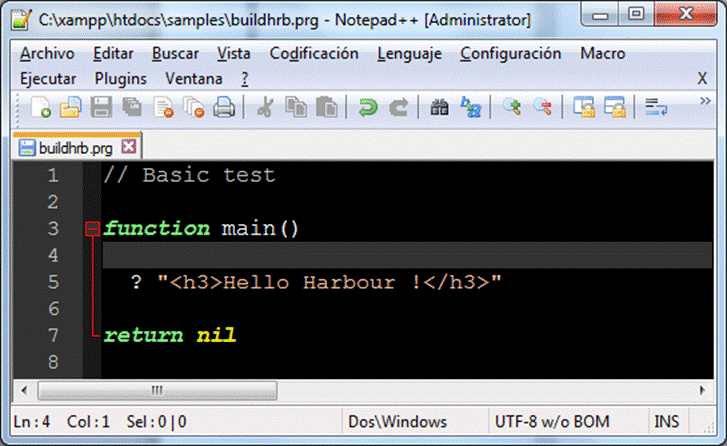 C:\xampp\htdocs\samples\buildhrb.prg - Notepad++ [Administrator]
Archivo Editar Buscar Vista Codificación Lenguaje Configuración Macro
Ejecutar Plugins Ventana ? X
buildhrb.prg
1 // Basic test
2
3 function main()
4
5 ? "<h3>Hello Harbour !</h3>"
6
7 return nil
8
Ln : 4 Col : 1 Sel : 0 | 0 Dos\Windows UTF-8 w/o BOM INS